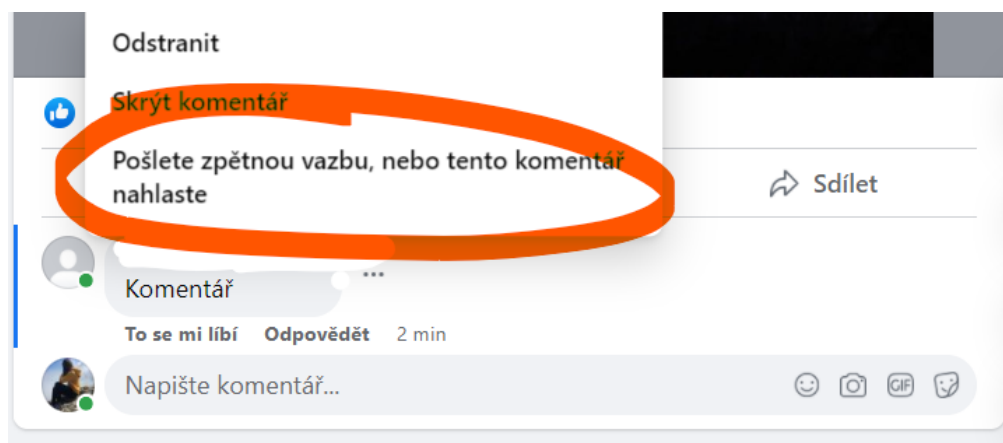 Odstranit
Skrýt komentář
Pošlete zpětnou vazbu, nebo tento komentář
nahlaste
Sdílet
Komentář
To se mi líbí Odpovědět 2 min
Napište komentář...
GIF